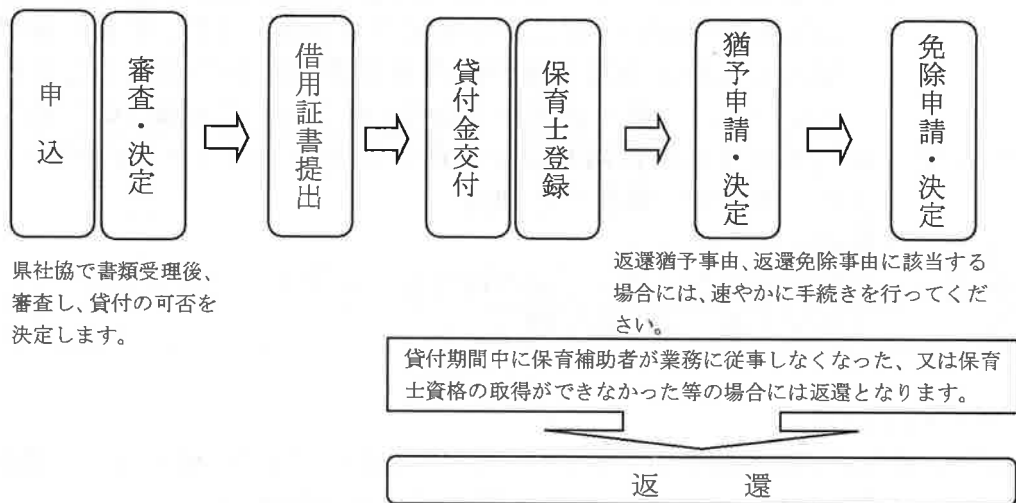 申込
審査・決定
借用証書提出
貸付金交付
保育士登録
猶予申請・決定
免除申請・決定
県社協で書類受理後、
審査し、貸付の可否を
決定します。
返還猶予事由、返還免除事由に該当する
場合には、速やかに手続きを行ってくだ
さい。
貸付期間中に保育補助者が業務に従事しなくなった、又は保育
士資格の取得ができなかった等の場合には返還となります。
返還